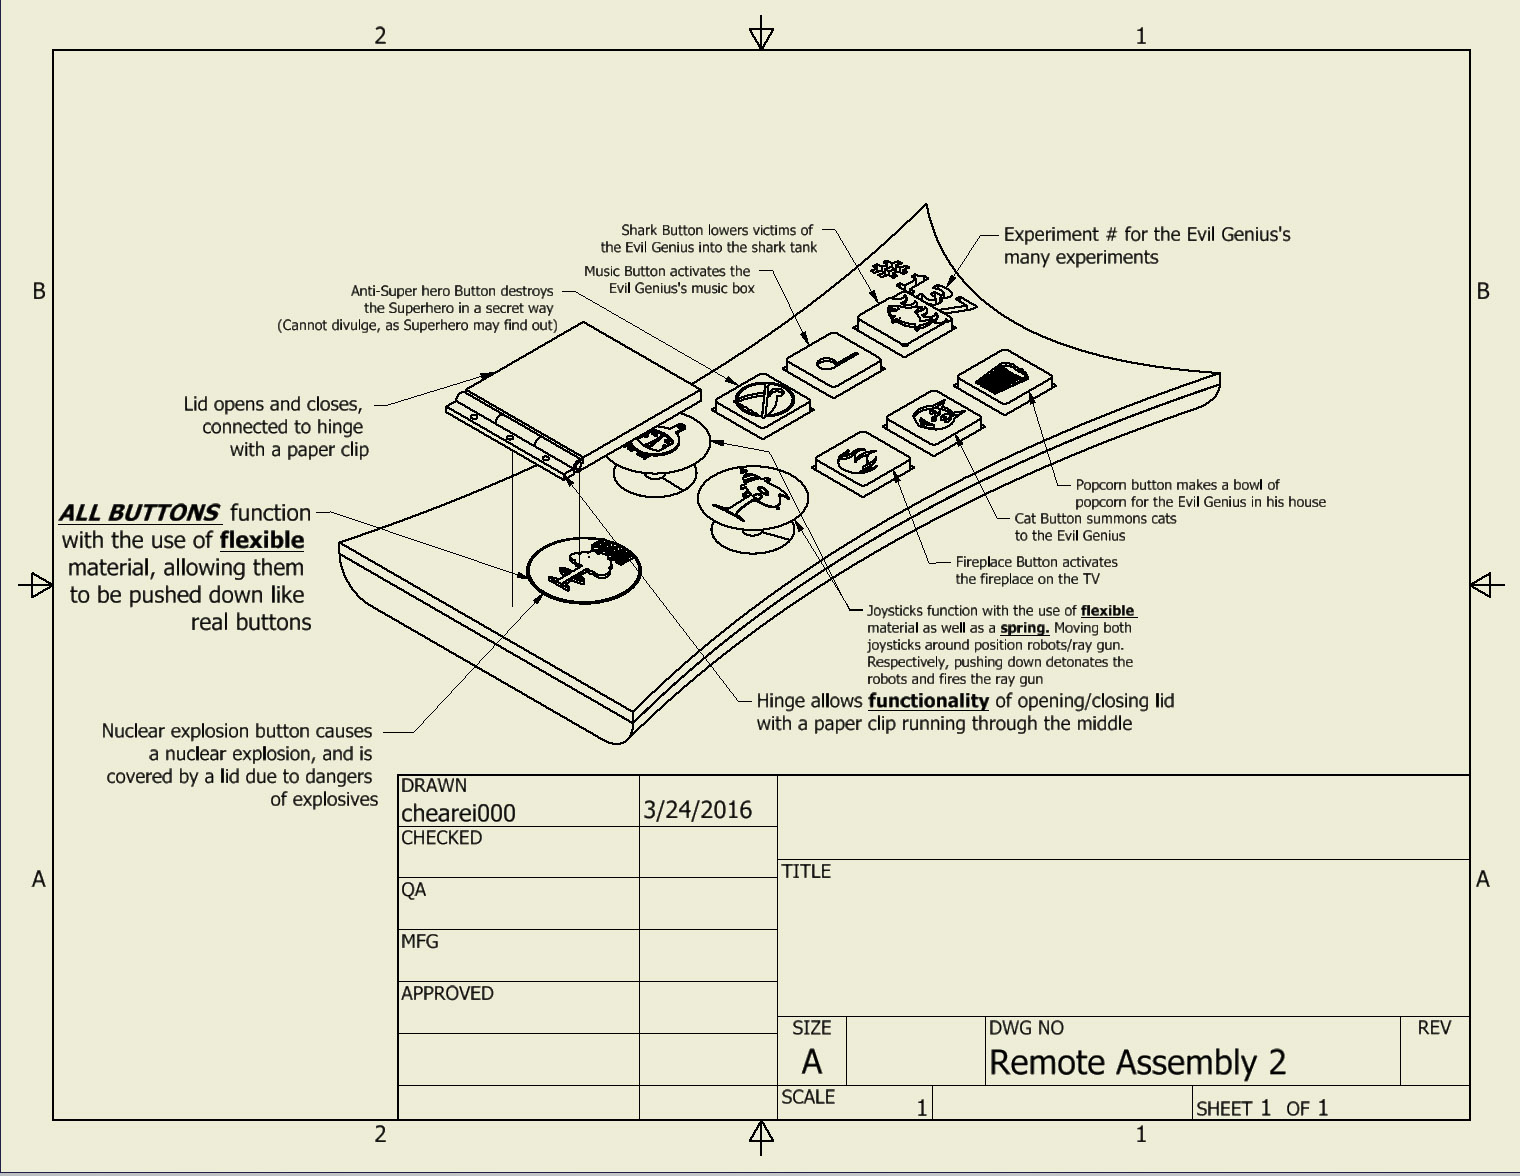 2
1
B
B
Shark Button lowers victims of
the Evil Genius into the shark tank
Experiment # for the Evil Genius's
many experiments
Music Button activates the
Evil Genius's music box
#137
Anti-Super hero Button destroys
the Superhero in a secret way
(Cannot divulge, as Superhero may find out)
Lid opens and closes,
connected to hinge
with a paper clip
ALL BUTTONS function
with the use of flexible
material, allowing them
to be pushed down like
real buttons
Popcorn button makes a bowl of
popcorn for the Evil Genius in his house
Cat Button summons cats
to the Evil Genius
Fireplace Button activates
the fireplace on the TV
Joysticks function with the use of flexible
material as well as a spring. Moving both
joysticks around position robots/ray gun.
Respectively, pushing down detonates the
robots and fires the ray gun
Hinge allows functionality of opening/closing lid
with a paper clip running through the middle
Nuclear explosion button causes
a nuclear explosion, and is
covered by a lid due to dangers
of explosives
A
A
DRAWN
chearei000
3/24/2016
CHECKED
QA
MFG
APPROVED
TITLE
SIZE
A
DWG NO
Remote Assembly 2
REV
SCALE
1
SHEET 1 OF 1
2
1